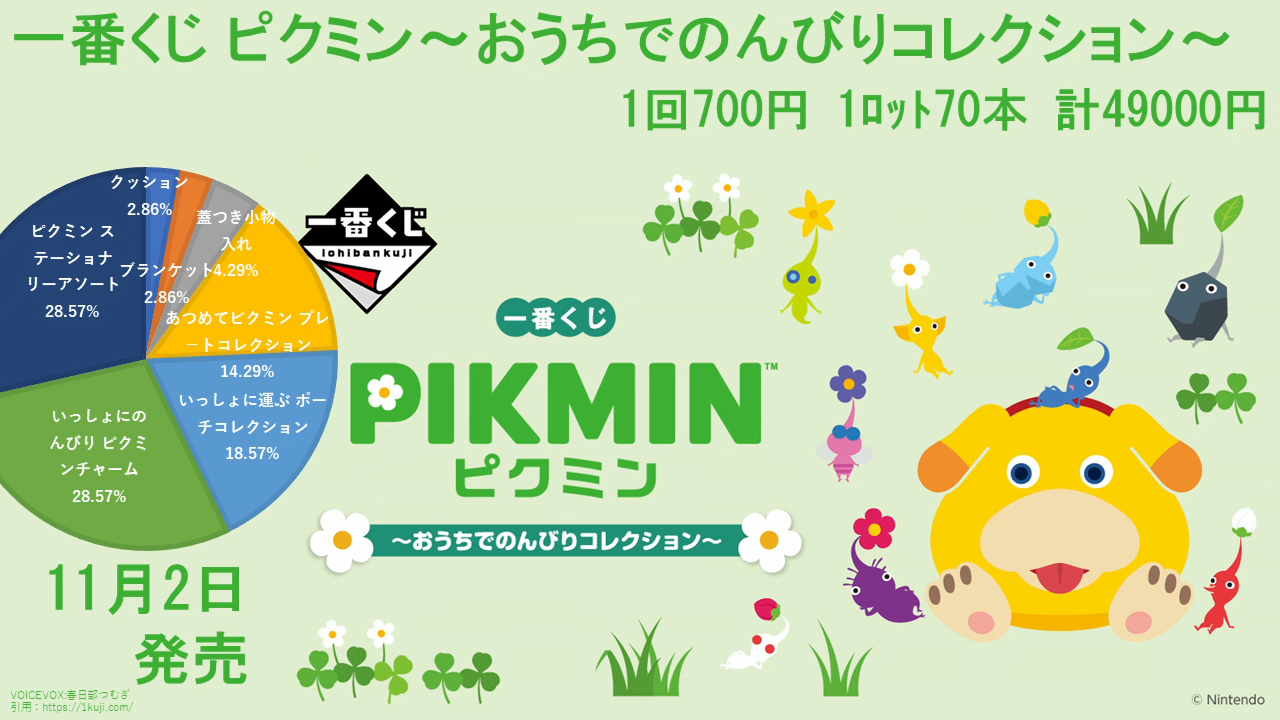 一番くじ ピクミン～おうちでのんびりコレクション～
1回700円 1ﾛｯﾄ70本 計49000円
クッション
2.86%
ブランケット
2.86%
蓋つき小物
入れ
4.29%
あつめてピクミン プレ
ートコレクション
14.29%
いっしょに運ぶ ポー
チコレクション
18.57%
いっしょにの
んびり ピクミ
ンチャーム
28.57%
ピクミン ス
テーショナ
リーアソート
28.57%
一番くじ
ichibankuji
一番くじ
PIKMIN™
ピクミン
～おうちでのんびりコレクション～
11月2日
発売
VOICEVOX:春日部つむぎ
引用：https://1kuji.com/
© Nintendo